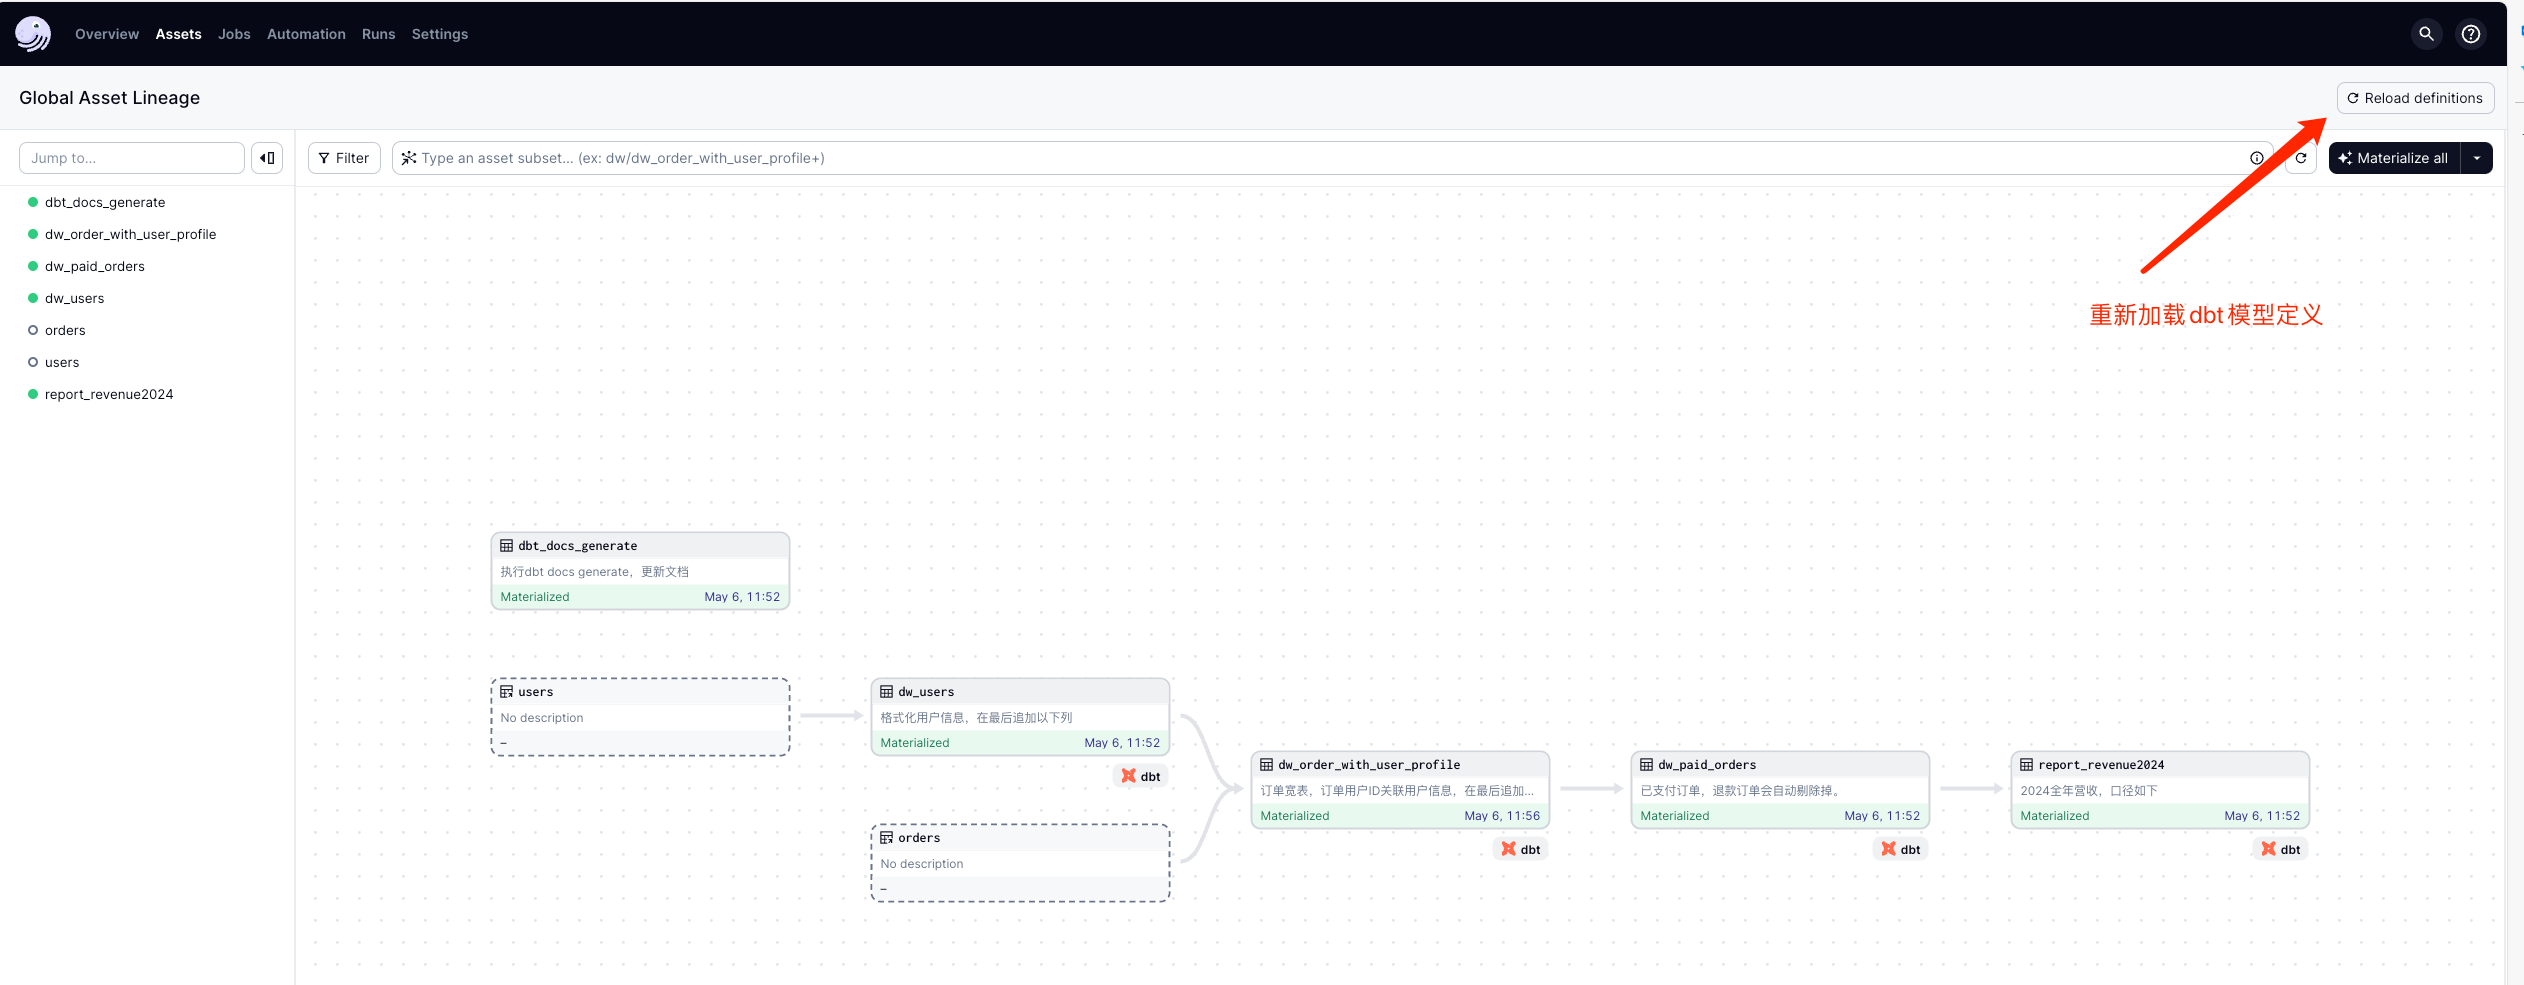 Overview Assets Jobs Automation Runs Settings
Global Asset Lineage
Reload definitions
Jump to...
Filter
Type an asset subset... (ex: dw/dw_order_with_user_profile+)
Materialize all
dbt_docs_generate
dw_order_with_user_profile
dw_paid_orders
dw_users
orders
users
report_revenue2024
重新加载dbt模型定义
dbt_docs_generate
执行dbt docs generate，更新文档
Materialized May 6, 11:52
users
No description
–
dw_users
格式化用户信息，在最后追加以下列
Materialized May 6, 11:52
dbt
orders
No description
–
dw_order_with_user_profile
订单宽表，订单用户ID关联用户信息，在最后追加...
Materialized May 6, 11:56
dbt
dw_paid_orders
已支付订单，退款订单会自动剔除掉。
Materialized May 6, 11:52
dbt
report_revenue2024
2024全年营收，口径如下
Materialized May 6, 11:52
dbt